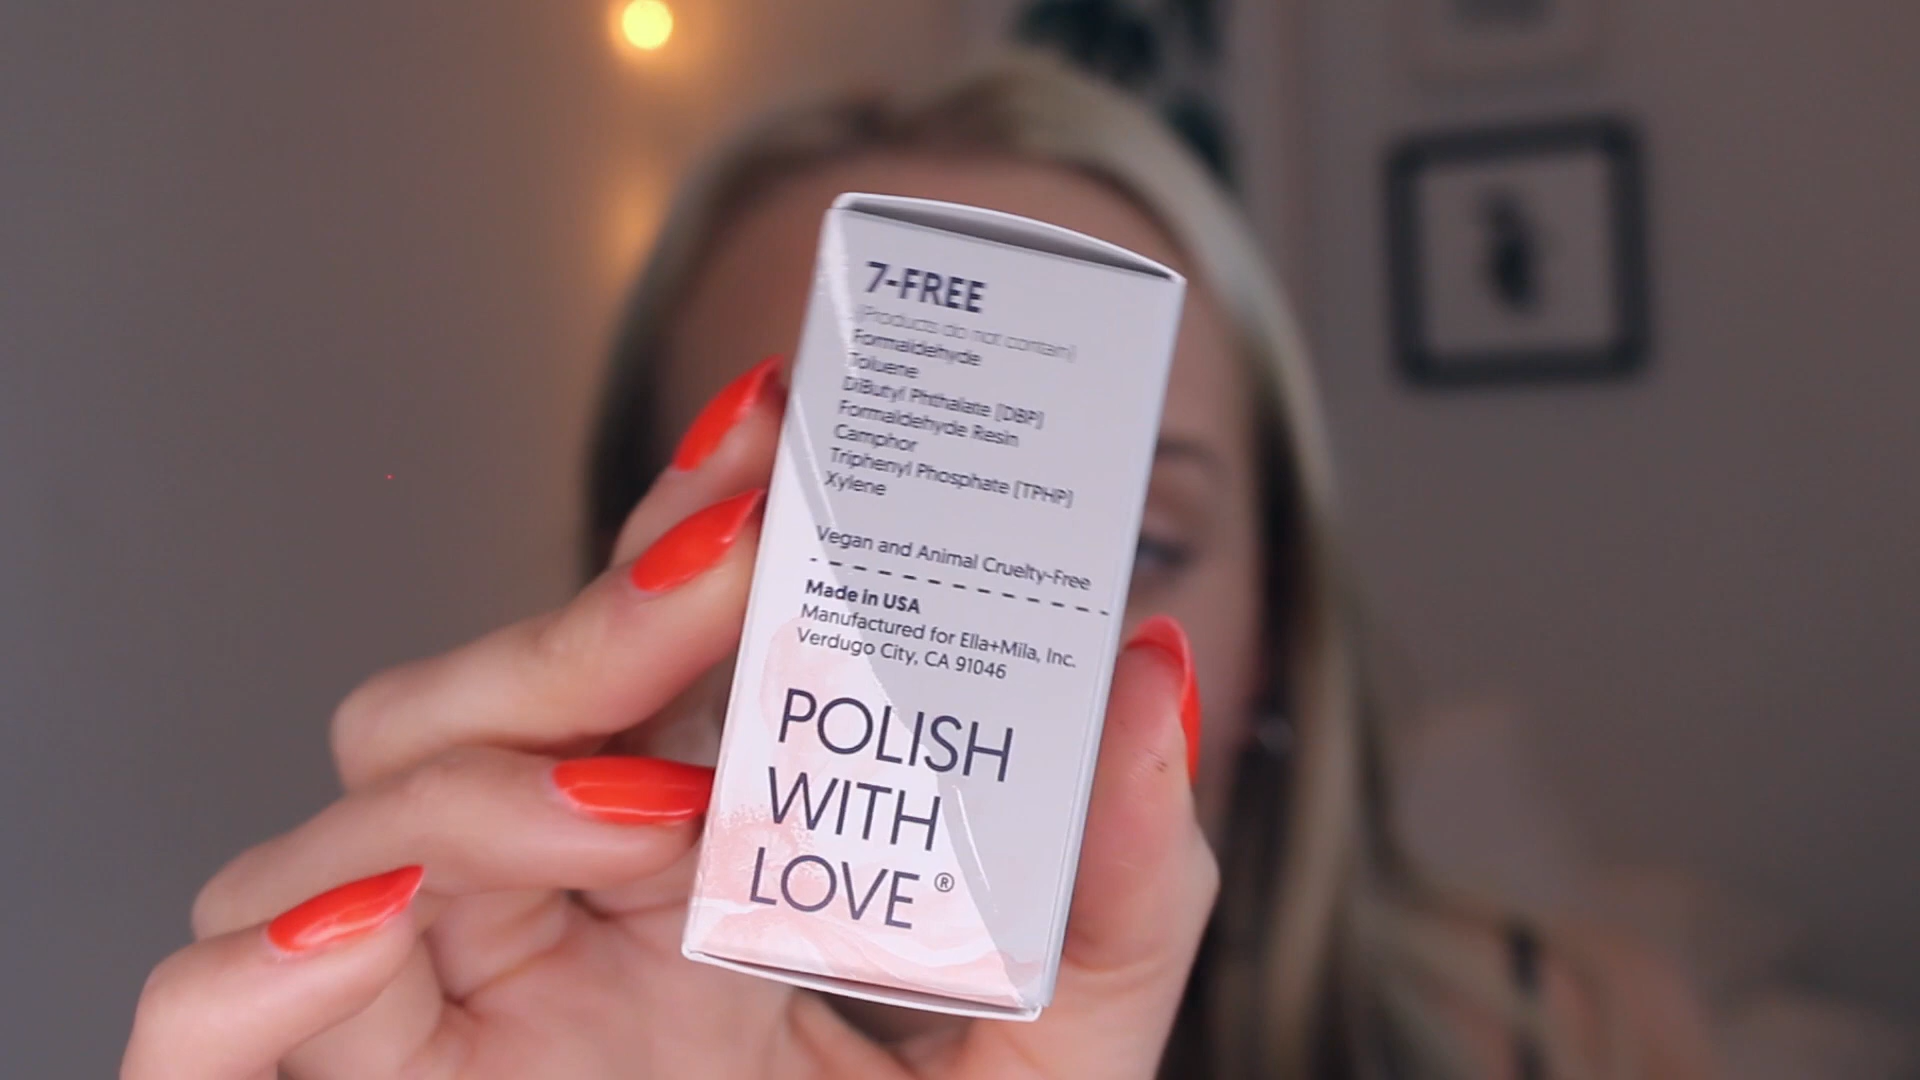 7-FREE
(Products do not contain)
Formaldehyde
Toluene
DiButyl Phthalate [DBP]
Formaldehyde Resin
Camphor
Triphenyl Phosphate [TPHP]
Xylene
Vegan and Animal Cruelty-Free
Made in USA
Manufactured for Ella+Mila, Inc.
Verdugo City, CA 91046
POLISH
WITH
LOVE ®